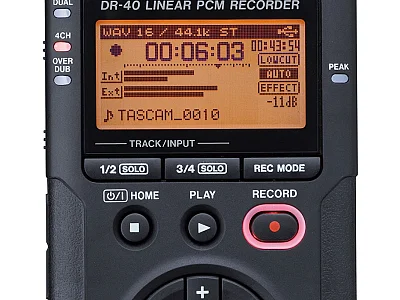 DR-40 LINEAR PCM RECORDER
DUAL
4CH
OVER
DUB
PEAK
WAV 16 / 44.1k ST
00:06:03
00:43:54
LOWCUT
Int
AUTO
Ext
EFFECT
-11dB
TASCAM_0010
TRACK/INPUT
1/2 SOLO
3/4 SOLO
REC MODE
⏻/I HOME
PLAY
RECORD
+